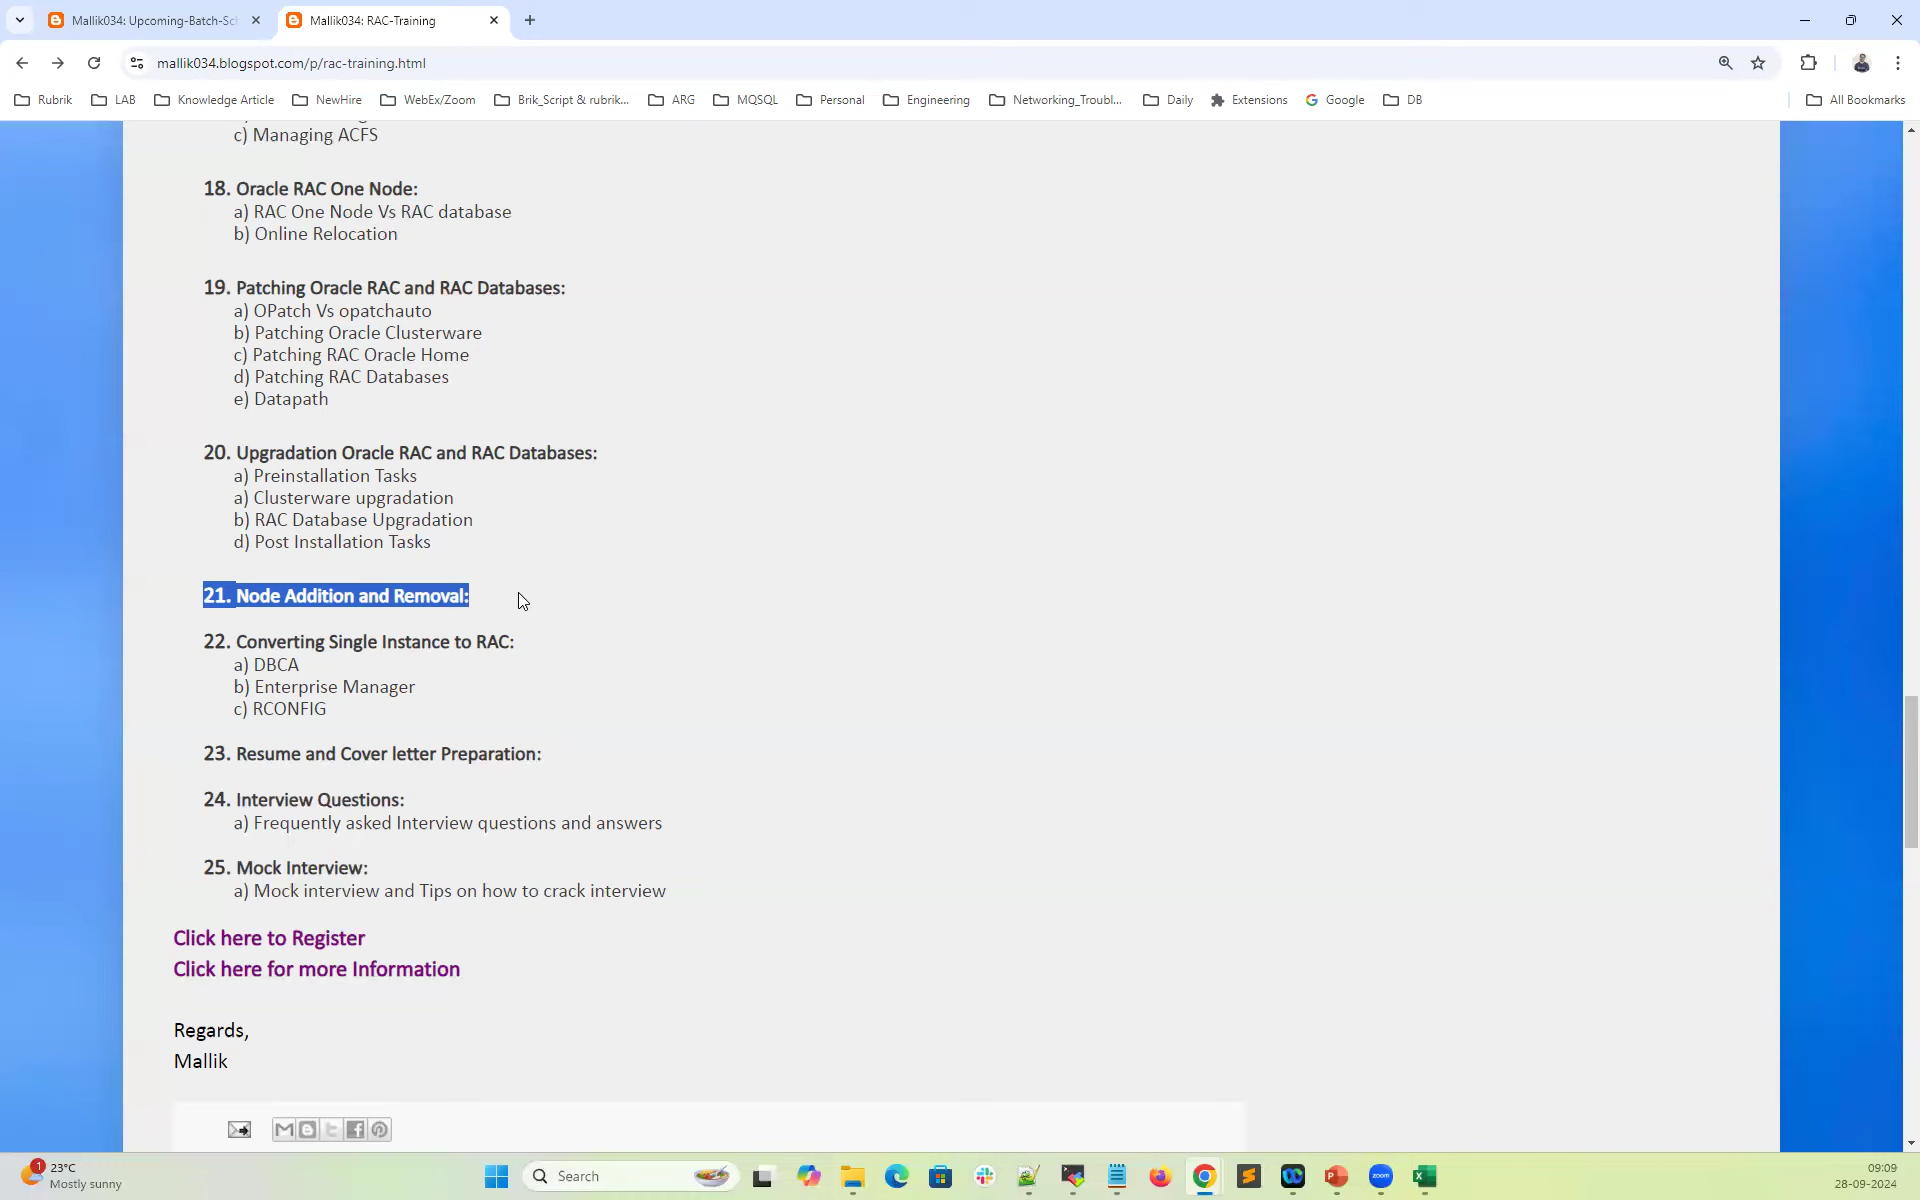 Mallik034: Upcoming-Batch-Scl
Mallik034: RAC-Training
mallik034.blogspot.com/p/rac-training.html
Rubrik
LAB
Knowledge Article
NewHire
WebEx/Zoom
Brik_Script & rubrik...
ARG
MQSQL
Personal
Engineering
Networking_Troubl...
Daily
Extensions
Google
DB
All Bookmarks
c) Managing ACFS
18. Oracle RAC One Node:
a) RAC One Node Vs RAC database
b) Online Relocation
19. Patching Oracle RAC and RAC Databases:
a) OPatch Vs opatchauto
b) Patching Oracle Clusterware
c) Patching RAC Oracle Home
d) Patching RAC Databases
e) Datapath
20. Upgradation Oracle RAC and RAC Databases:
a) Preinstallation Tasks
a) Clusterware upgradation
b) RAC Database Upgradation
d) Post Installation Tasks
21. Node Addition and Removal:
22. Converting Single Instance to RAC:
a) DBCA
b) Enterprise Manager
c) RCONFIG
23. Resume and Cover letter Preparation:
24. Interview Questions:
a) Frequently asked Interview questions and answers
25. Mock Interview:
a) Mock interview and Tips on how to crack interview
Click here to Register
Click here for more Information
Regards,
Mallik
1
23°C
Mostly sunny
Search
zoom
09:09
28-09-2024